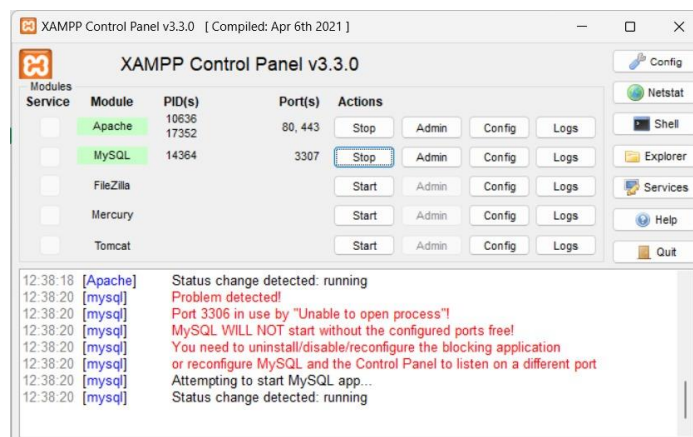 XAMPP Control Panel v3.3.0 [ Compiled: Apr 6th 2021 ]
XAMPP Control Panel v3.3.0
Config
Modules
Service Module PID(s) Port(s) Actions
Netstat
Apache 10636 17352 80, 443 Stop Admin Config Logs
Shell
MySQL 14364 3307 Stop Admin Config Logs
Explorer
FileZilla Start Admin Config Logs
Services
Mercury Start Admin Config Logs
Help
Tomcat Start Admin Config Logs
Quit
12:38:18 [Apache] Status change detected: running
12:38:20 [mysql] Problem detected!
12:38:20 [mysql] Port 3306 in use by "Unable to open process"!
12:38:20 [mysql] MySQL WILL NOT start without the configured ports free!
12:38:20 [mysql] You need to uninstall/disable/reconfigure the blocking application
12:38:20 [mysql] or reconfigure MySQL and the Control Panel to listen on a different port
12:38:20 [mysql] Attempting to start MySQL app...
12:38:20 [mysql] Status change detected: running